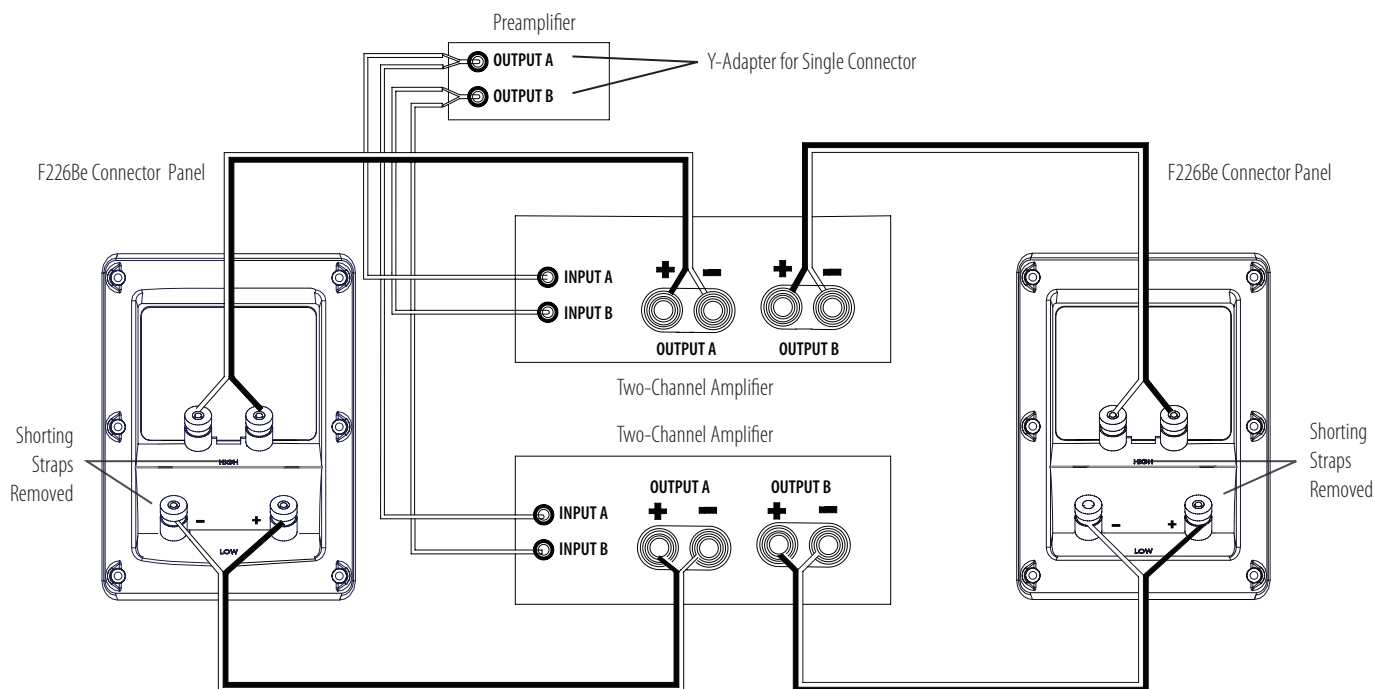 Preamplifier
OUTPUT A
OUTPUT B
Y-Adapter for Single Connector
F226Be Connector Panel
F226Be Connector Panel
INPUT A
INPUT B
+ −
OUTPUT A
+ −
OUTPUT B
Two-Channel Amplifier
Two-Channel Amplifier
OUTPUT A
+ −
OUTPUT B
+ −
INPUT A
INPUT B
Shorting
Straps
Removed
HIGH
− +
LOW
HIGH
− +
LOW
Shorting
Straps
Removed